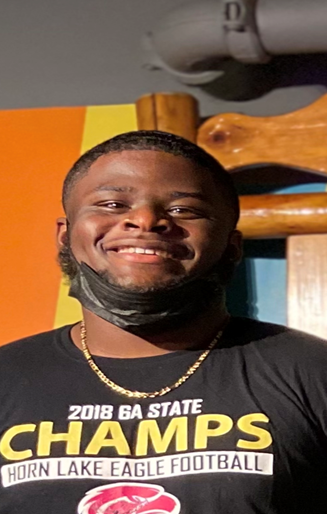 2018 6A STATE
CHAMPS
HORN LAKE EAGLE FOOTBALL